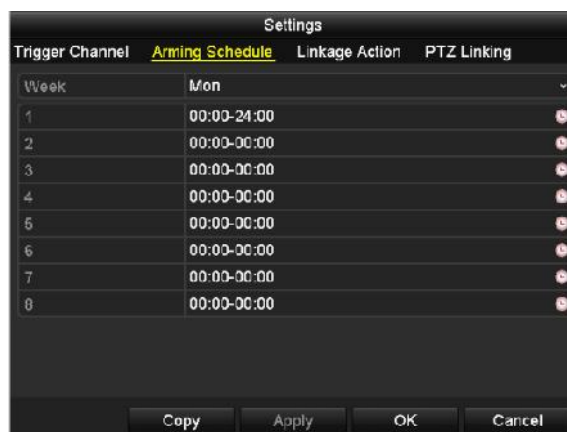 Settings
Trigger Channel Arming Schedule Linkage Action PTZ Linking
Week Mon
1 00:00-24:00
2 00:00-00:00
3 00:00-00:00
4 00:00-00:00
5 00:00-00:00
6 00:00-00:00
7 00:00-00:00
8 00:00-00:00
Copy Apply OK Cancel